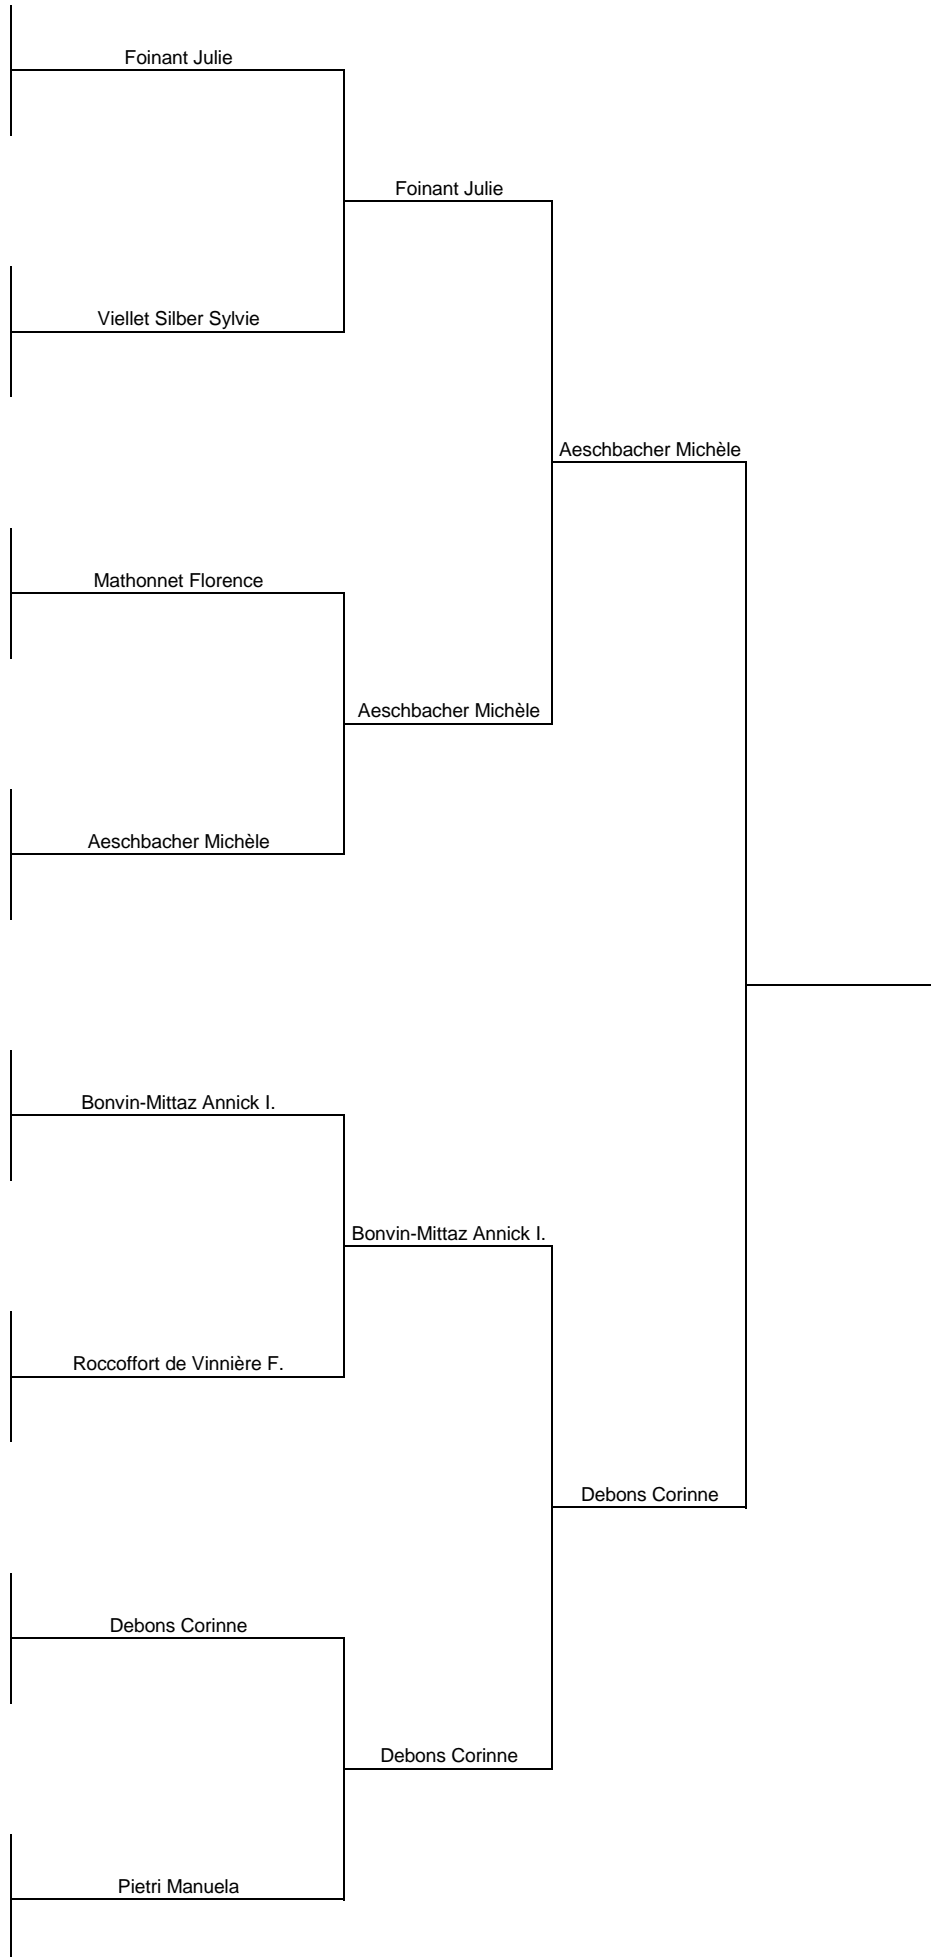 Foinant Julie
Foinant Julie
Viellet Silber Sylvie
Aeschbacher Michèle
Mathonnet Florence
Aeschbacher Michèle
Aeschbacher Michèle
Bonvin-Mittaz Annick I.
Bonvin-Mittaz Annick I.
Roccoffort de Vinnière F.
Debons Corinne
Debons Corinne
Debons Corinne
Pietri Manuela